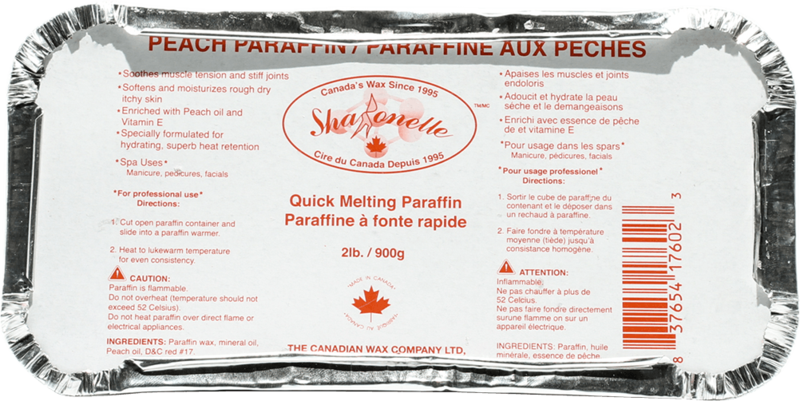 PEACH PARAFFIN / PARAFFINE AUX PECHES
• Soothes muscle tension and stiff joints
• Softens and moisturizes rough dry
itchy skin
• Enriched with Peach oil and
Vitamin E
• Specially formulated for
hydrating, superb heat retention
*Spa Uses*
Manicure, pedicures, facials
*For professional use*
Directions:
1. Cut open paraffin container and
slide into a paraffin warmer.
2. Heat to lukewarm temperature
for even consistency.
CAUTION:
Paraffin is flammable.
Do not overheat (temperature should not
exceed 52 Celsius).
Do not heat paraffin over direct flame or
electrical appliances.
INGREDIENTS: Paraffin wax, mineral oil,
Peach oil, D&C red #17.
Canada's Wax Since 1995
Sharonelle
TM/MC
Cire du Canada Depuis 1995
Quick Melting Paraffin
Paraffine à fonte rapide
2lb. / 900g
"MADE IN CANADA"
THE CANADIAN WAX COMPANY LTD,
• Apaises les muscles et joints
endoloris
• Adoucit et hydrate la peau
séche et le demangeaisons
• Enrichi avec essence de pêche
de et vitamine E
*Pour usage dans les spars*
Manicure, pédicures, facials
*Pour usage professionel*
Directions:
1. Sortir le cube de paraffine du
contenant et le déposer dans
un rechaud à paraffine.
2. Faire fondre à température
moyenne (tiède) jusqu'à
consistance homogène.
ATTENTION:
Inflammable;
Ne pas chauffer à plus de
52 Celcius.
Ne pas faire fondre directement
surune flamme on sur un
appareil électrique.
INGREDIENTS: Paraffin, huile
minérale, essence de pêche
8 37654 17602 3